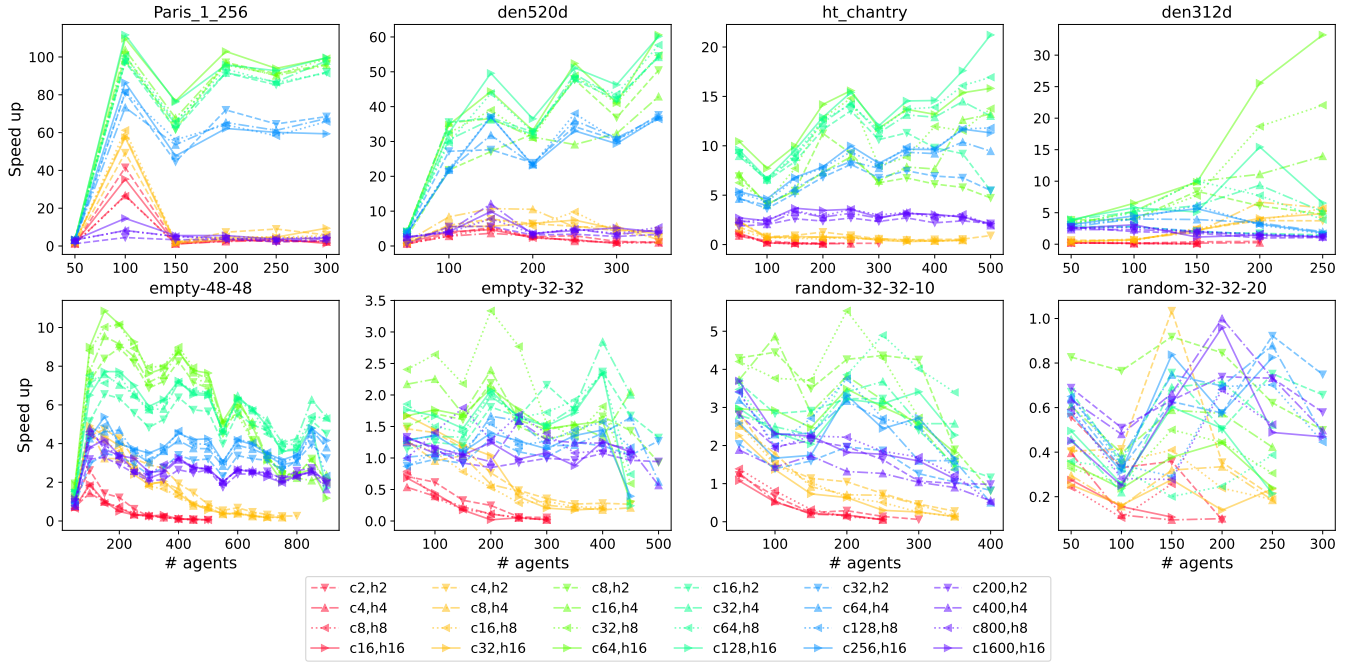 Paris_1_256 den520d ht_chantry den312d
Speed up
100
80
60
40
20
0
50 100 150 200 250 300
60
50
40
30
20
10
0
100 200 300
20
15
10
5
0
100 200 300 400 500
30
25
20
15
10
5
0
50 100 150 200 250
empty-48-48 empty-32-32 random-32-32-10 random-32-32-20
Speed up
10
8
6
4
2
0
200 400 600 800
# agents
3.5
3.0
2.5
2.0
1.5
1.0
0.5
0.0
100 200 300 400 500
# agents
5
4
3
2
1
0
100 200 300 400
# agents
1.0
0.8
0.6
0.4
0.2
50 100 150 200 250 300
# agents
c2,h2 c4,h2 c8,h2 c16,h2 c32,h2 c200,h2
c4,h4 c8,h4 c16,h4 c32,h4 c64,h4 c400,h4
c8,h8 c16,h8 c32,h8 c64,h8 c128,h8 c800,h8
c16,h16 c32,h16 c64,h16 c128,h16 c256,h16 c1600,h16